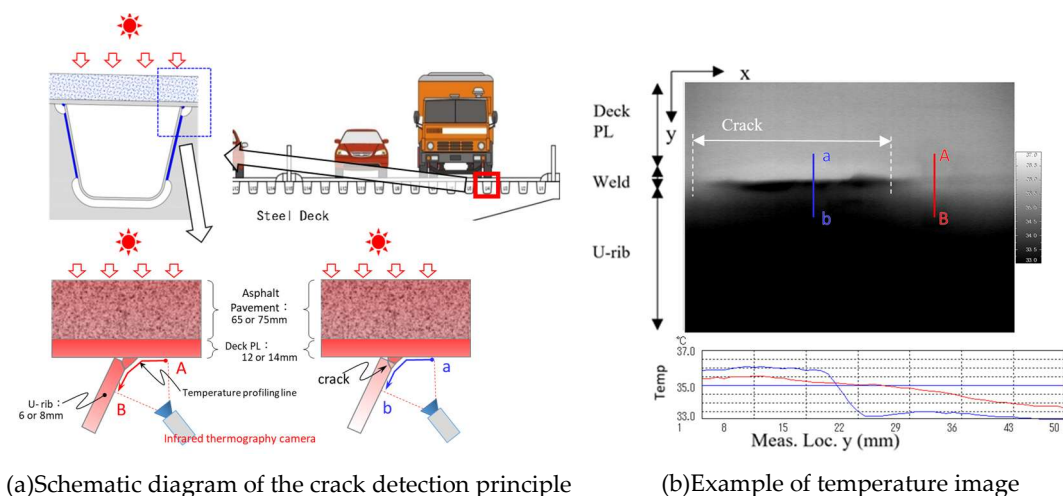 Steel Deck
Asphalt
Pavement：
65 or 75mm
Deck PL：
12 or 14mm
A
a
crack
Temperature profiling line
U- rib：
6 or 8mm
B
b
Infrared thermography camera
(a)Schematic diagram of the crack detection principle
x
Deck
PL
y
Crack
a
A
Weld
b
B
U-rib
33.0
℃
37.0
35.0
33.0
Temp
1 8 15 22 29 36 43 50
Meas. Loc. y (mm)
(b)Example of temperature image